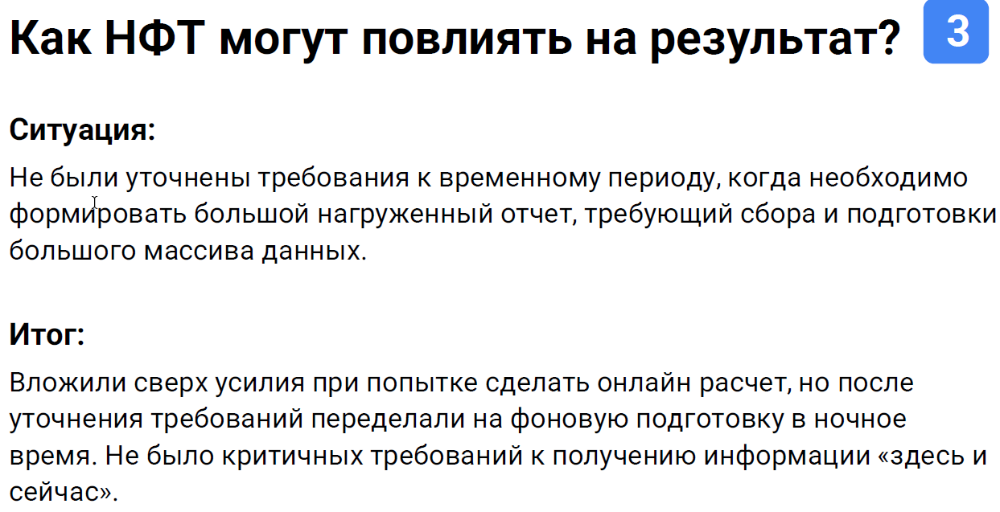 Как НФТ могут повлиять на результат? 3
Ситуация:
Не были уточнены требования к временному периоду, когда необходимо
формировать большой нагруженный отчет, требующий сбора и подготовки
большого массива данных.
Итог:
Вложили сверх усилия при попытке сделать онлайн расчет, но после
уточнения требований переделали на фоновую подготовку в ночное
время. Не было критичных требований к получению информации «здесь и
сейчас».